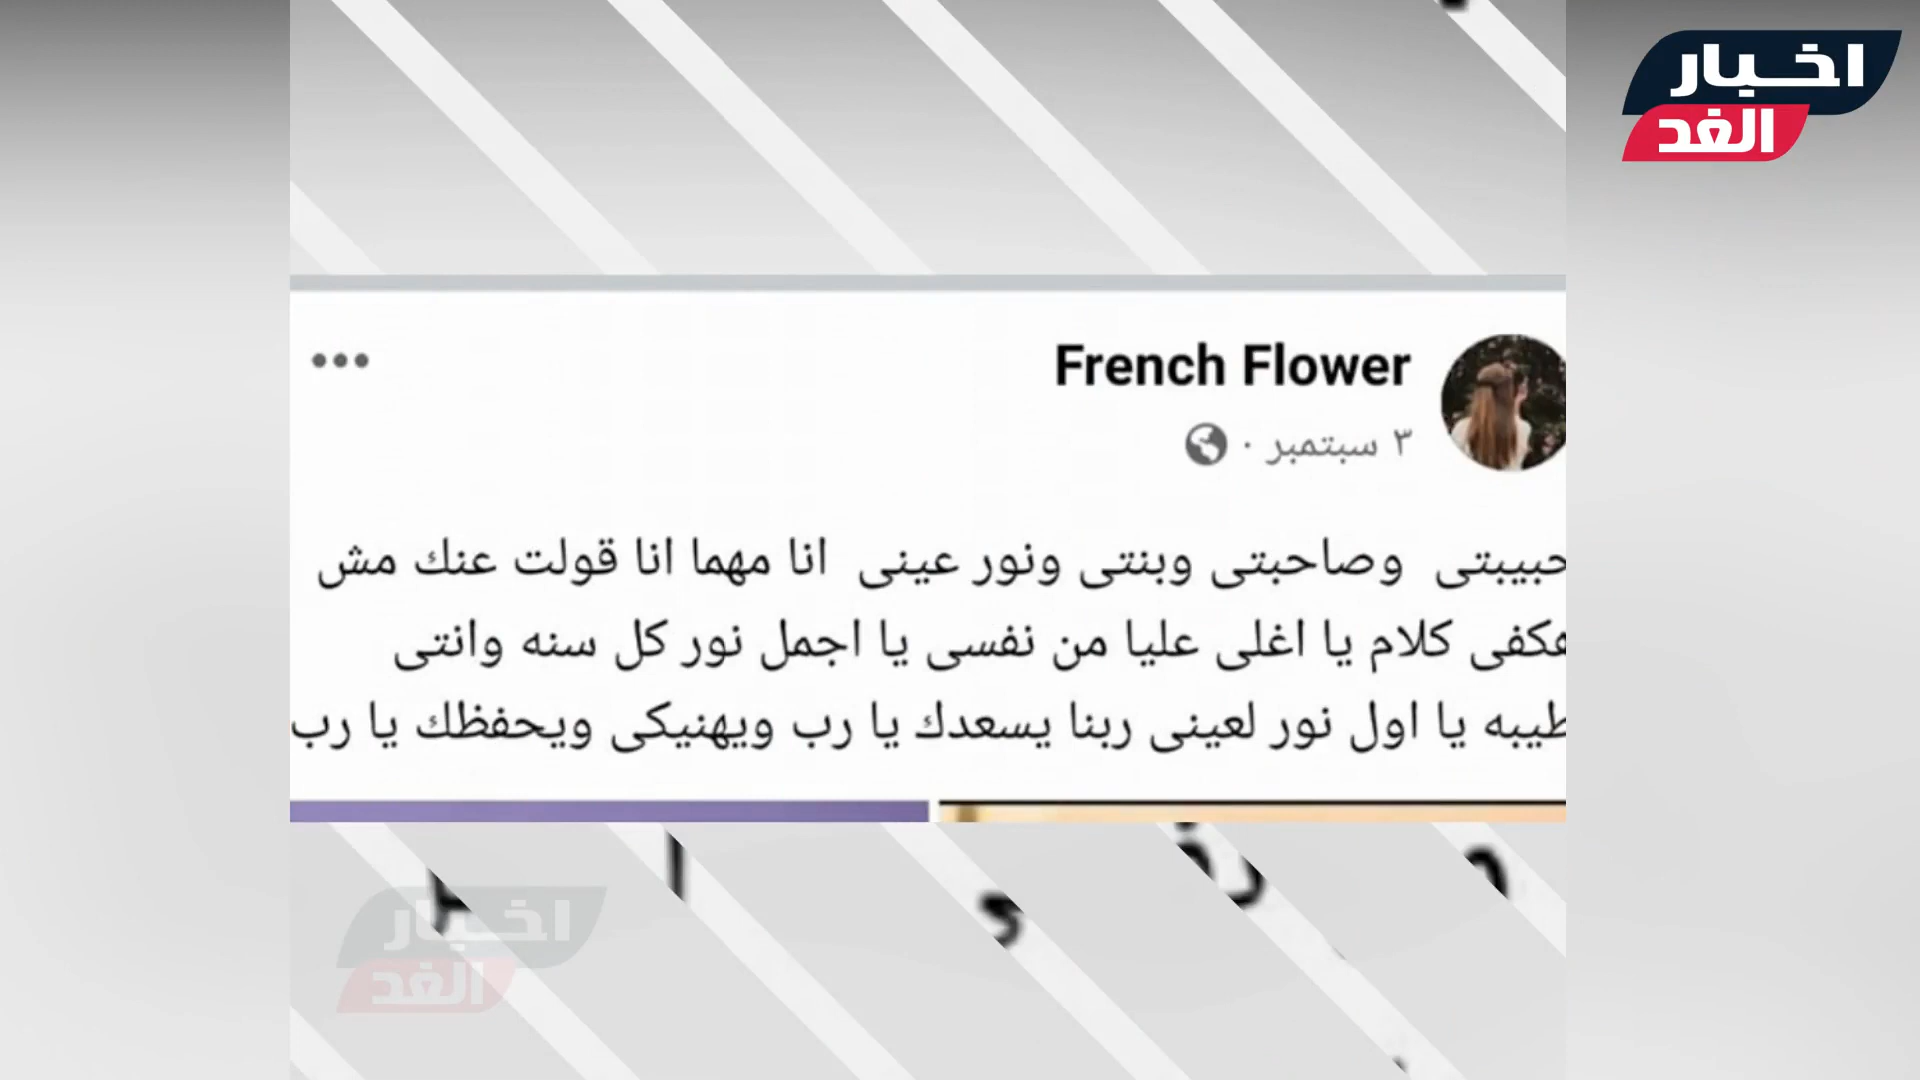 اخبار
الغد
French Flower
٣ سبتمبر ·
حبيبتى وصاحبتى وبنتى ونور عينى انا مهما انا قولت عنك مش
هكفى كلام يا اغلى عليا من نفسى يا اجمل نور كل سنه وانتى
طيبه يا اول نور لعينى ربنا يسعدك يا رب ويهنيكى ويحفظك يا رب
اخبار
الغد